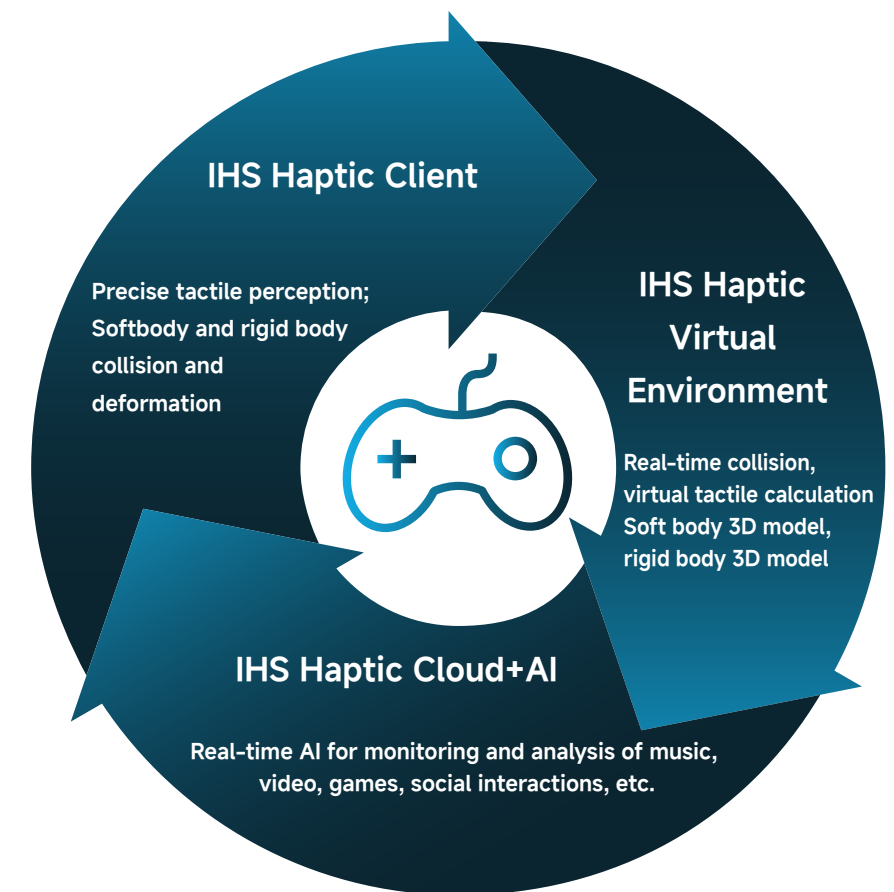 IHS Haptic Client
Precise tactile perception;
Softbody and rigid body
collision and
deformation
IHS Haptic
Virtual
Environment
Real-time collision,
virtual tactile calculation
Soft body 3D model,
rigid body 3D model
IHS Haptic Cloud+AI
Real-time AI for monitoring and analysis of music,
video, games, social interactions, etc.